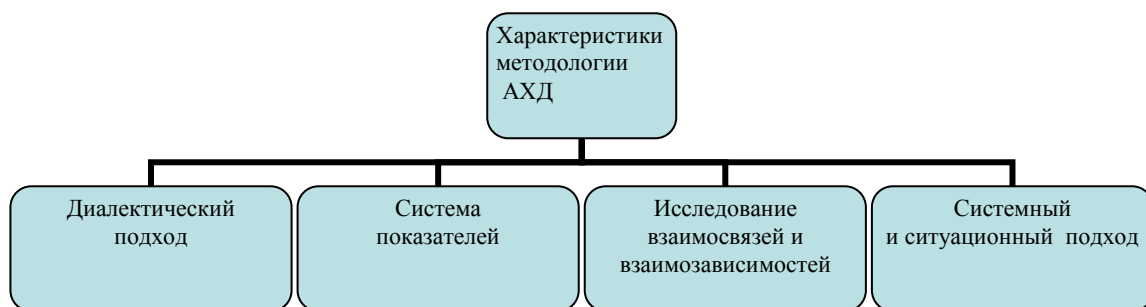 Характеристики
методологии
АХД
Диалектический
подход
Система
показателей
Исследование
взаимосвязей и
взаимозависимостей
Системный
и ситуационный подход